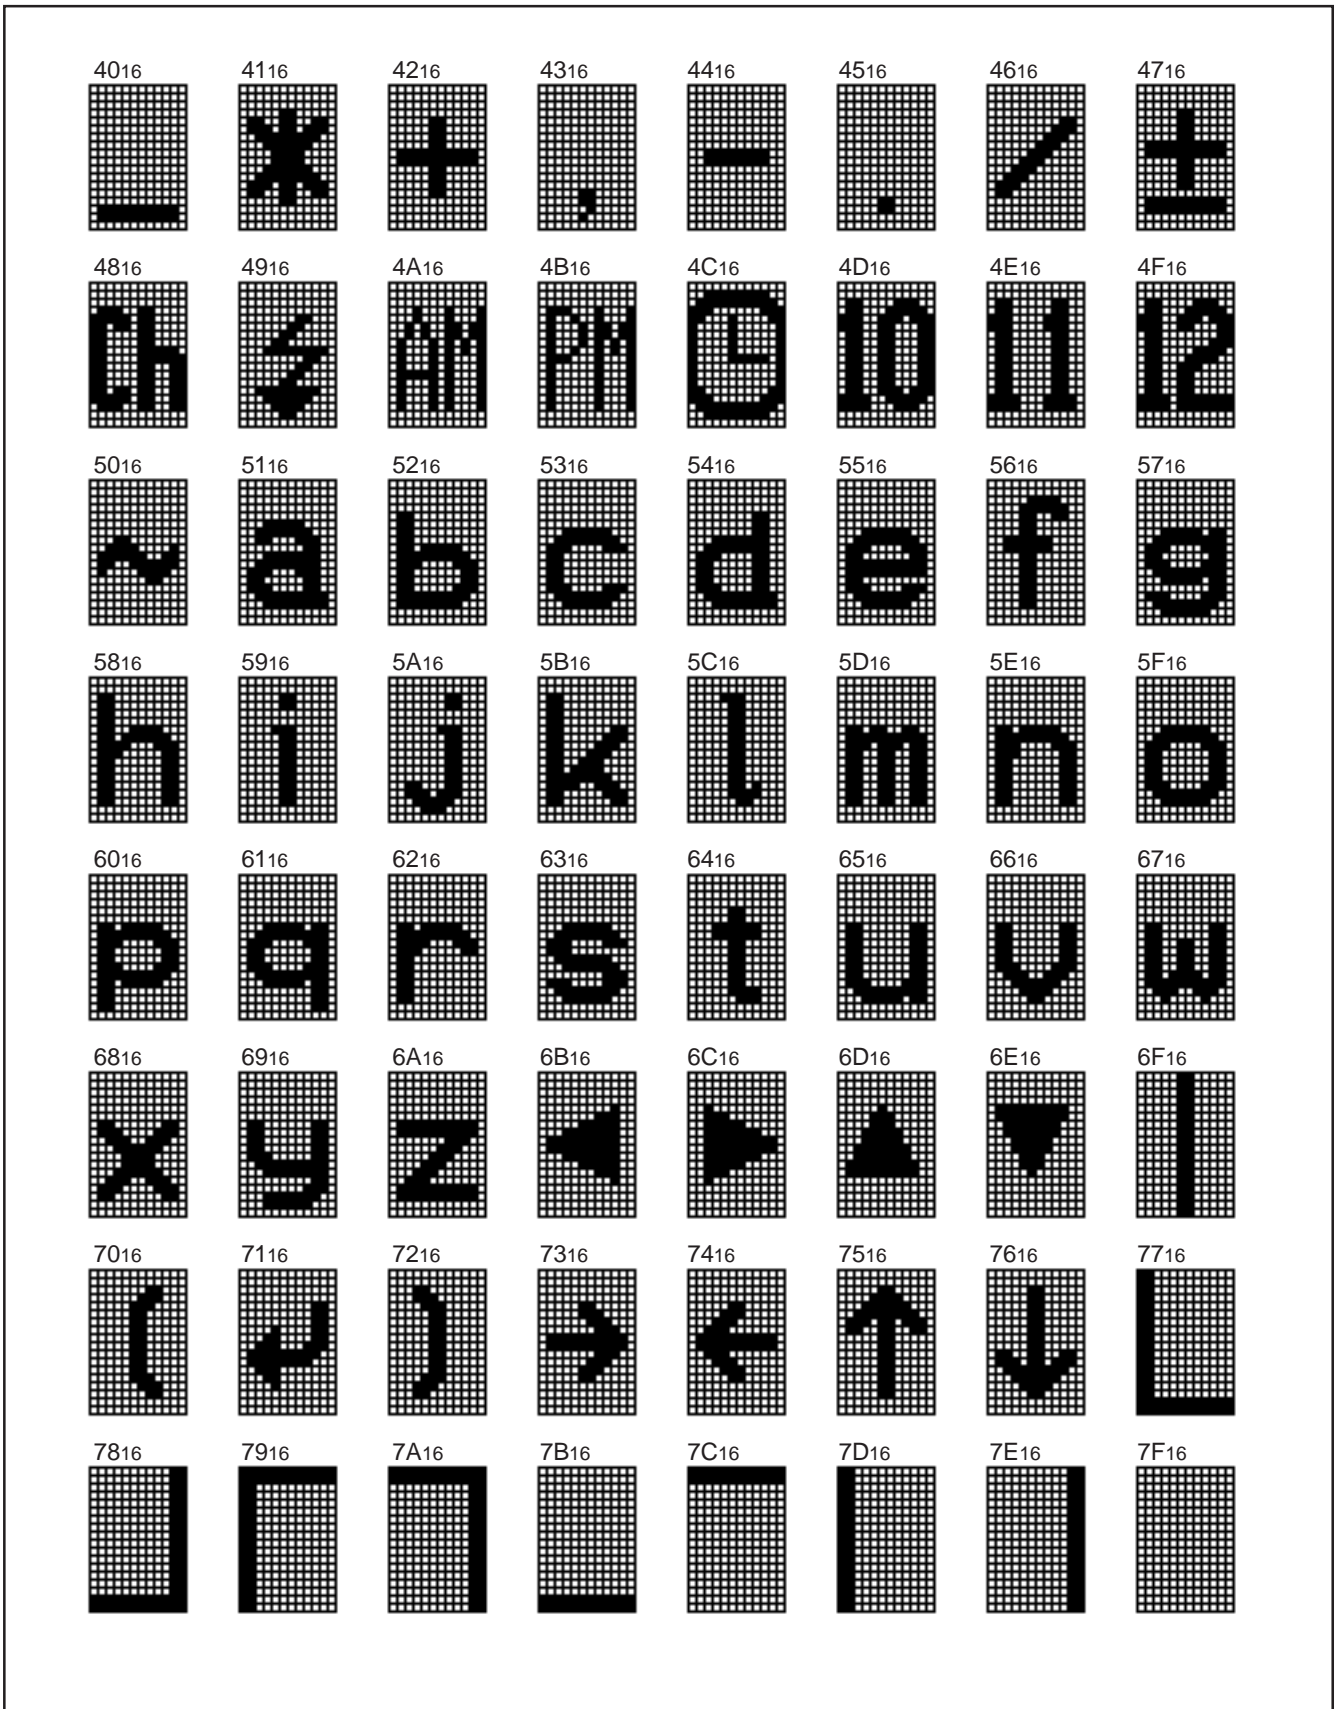 4016 4116 4216 4316 4416 4516 4616 4716
_ * + , - . / ±
4816 4916 4A16 4B16 4C16 4D16 4E16 4F16
Ch AM PM 10 11 12
5016 5116 5216 5316 5416 5516 5616 5716
~ a b c d e f g
5816 5916 5A16 5B16 5C16 5D16 5E16 5F16
h i j k l m n o
6016 6116 6216 6316 6416 6516 6616 6716
p q r s t u v w
6816 6916 6A16 6B16 6C16 6D16 6E16 6F16
x y z ◀ ▶ ▲ ▼ |
7016 7116 7216 7316 7416 7516 7616 7716
( ↲ ) → ← ↑ ↓
7816 7916 7A16 7B16 7C16 7D16 7E16 7F16